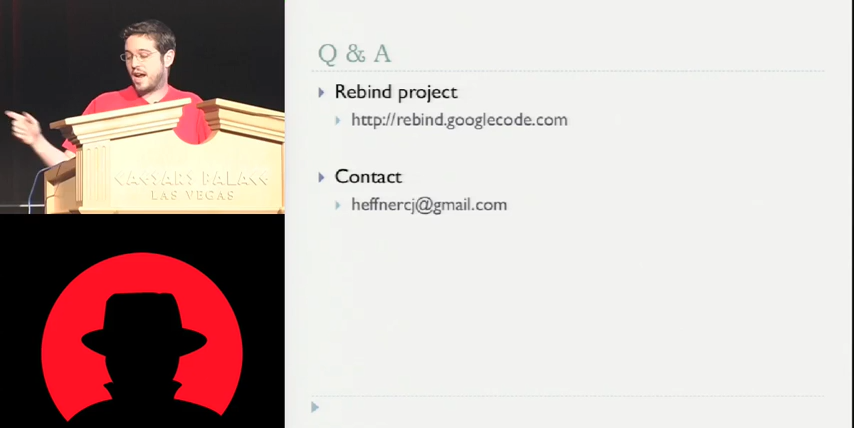 Q & A
Rebind project
http://rebind.googlecode.com
Contact
heffnercj@gmail.com
LAS VEGAS